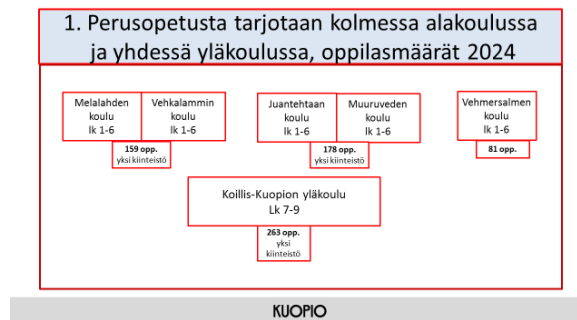 1. Perusopetusta tarjotaan kolmessa alakoulussa
ja yhdessä yläkoulussa, oppilasmäärät 2024
Melalahden
koulu
lk 1-6
Vehkalammin
koulu
lk 1-6
159 opp.
yksi kiinteistö
Juantehtaan
koulu
lk 1-6
Muuruveden
koulu
lk 1-6
178 opp.
yksi kiinteistö
Vehmersalmen
koulu
lk 1-6
81 opp.
Koillis-Kuopion yläkoulu
Lk 7-9
263 opp.
yksi
kiinteistö
KUOPIO